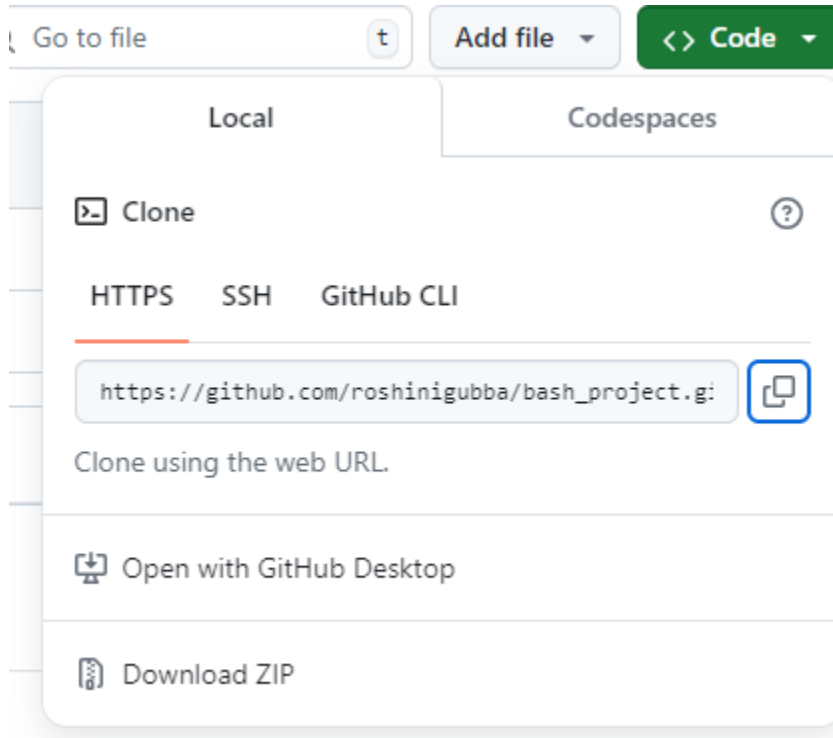 Go to file t Add file <> Code
Local Codespaces
Clone
HTTPS SSH GitHub CLI
https://github.com/roshinigubba/bash_project.gi
Clone using the web URL.
Open with GitHub Desktop
Download ZIP